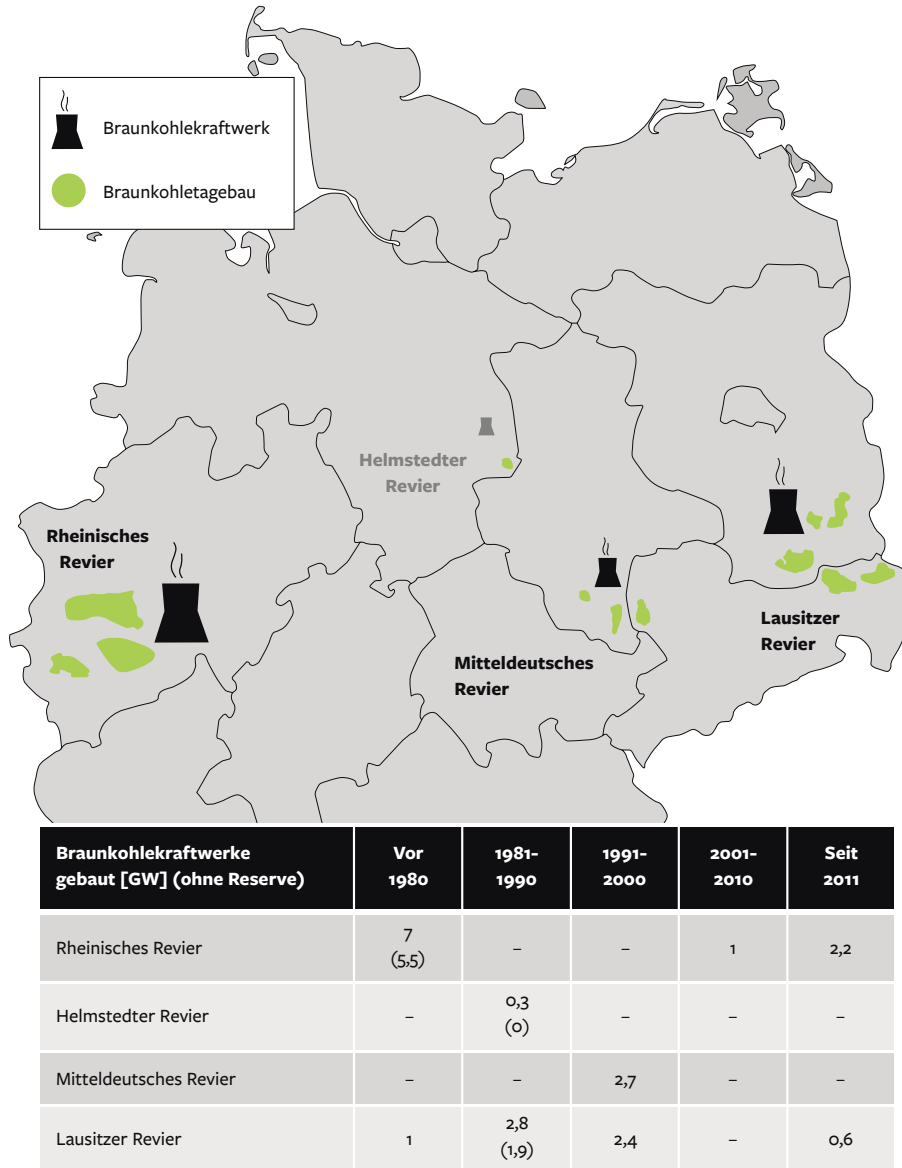 Braunkohlekraftwerk
Braunkohletagebau
Helmstedter
Revier
Rheinisches
Revier
Lausitzer
Revier
Mitteldeutsches
Revier
Braunkohlekraftwerke gebaut [GW] (ohne Reserve) Vor 1980 1981-1990 1991-2000 2001-2010 Seit 2011
Rheinisches Revier 7 (5,5) – – 1 2,2
Helmstedter Revier – 0,3 (0) – – –
Mitteldeutsches Revier – – 2,7 – –
Lausitzer Revier 1 2,8 (1,9) 2,4 – 0,6